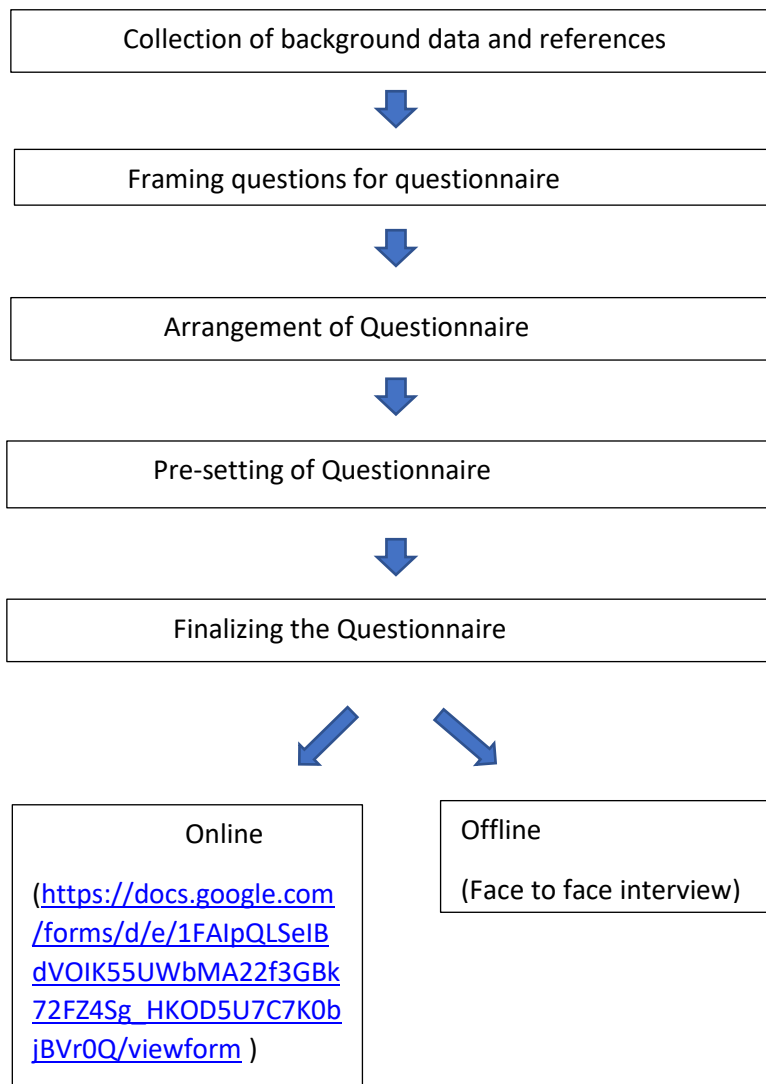 Collection of background data and references
Framing questions for questionnaire
Arrangement of Questionnaire
Pre-setting of Questionnaire
Finalizing the Questionnaire
Online
(https://docs.google.com
/forms/d/e/1FAIpQLSeIB
dVOIK55UWbMA22f3GBk
72FZ4Sg_HKOD5U7C7K0b
jBVr0Q/viewform )
Offline
(Face to face interview)